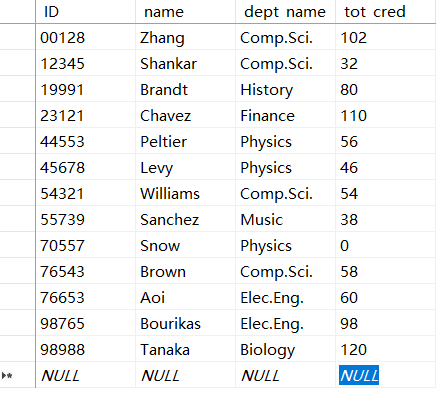 ID name dept name tot cred
00128 Zhang Comp.Sci. 102
12345 Shankar Comp.Sci. 32
19991 Brandt History 80
23121 Chavez Finance 110
44553 Peltier Physics 56
45678 Levy Physics 46
54321 Williams Comp.Sci. 54
55739 Sanchez Music 38
70557 Snow Physics 0
76543 Brown Comp.Sci. 58
76653 Aoi Elec.Eng. 60
98765 Bourikas Elec.Eng. 98
98988 Tanaka Biology 120
NULL NULL NULL NULL